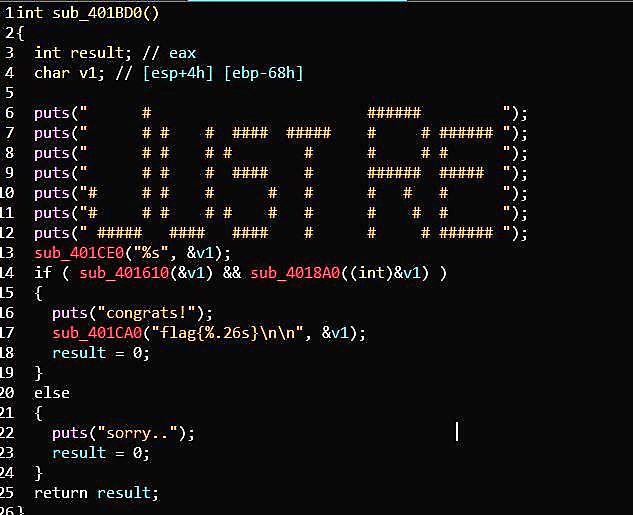 1 int sub_401BD0()
2 {
3   int result; // eax
4   char v1; // [esp+4h] [ebp-68h]
5
6   puts("      #                        ######         ");
7   puts("      # #    #  ####  #####    #     # ###### ");
8   puts("      # #    # #        #      #     # #      ");
9   puts("      # #    #  ####    #      ######  #####  ");
10   puts("#     # #    #      #   #      #   #   #      ");
11   puts("#     # #    # #    #   #      #    #  #      ");
12   puts(" #####   ####   ####    #      #     # ###### ");
13   sub_401CE0("%s", &v1);
14   if ( sub_401610(&v1) && sub_4018A0((int)&v1) )
15   {
16     puts("congrats!");
17     sub_401CA0("flag{%.26s}\n\n", &v1);
18     result = 0;
19   }
20   else
21   {
22     puts("sorry..");
23     result = 0;
24   }
25   return result;
26 }